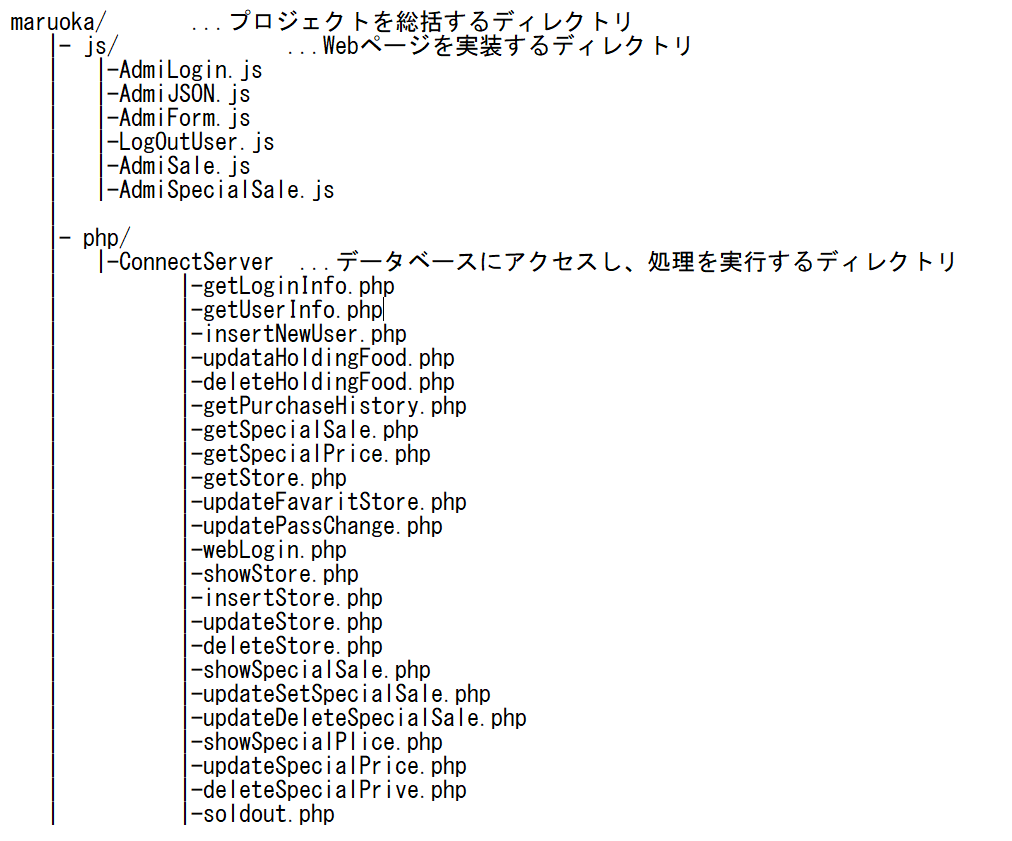 maruoka/ ...プロジェクトを総括するディレクトリ
|- js/ ...Webページを実装するディレクトリ
| |-AdmiLogin.js
| |-AdmiJSON.js
| |-AdmiForm.js
| |-LogOutUser.js
| |-AdmiSale.js
| |-AdmiSpecialSale.js
|
|- php/
| |-ConnectServer ...データベースにアクセスし、処理を実行するディレクトリ
| |-getLoginInfo.php
| |-getUserInfo.php
| |-insertNewUser.php
| |-updataHoldingFood.php
| |-deleteHoldingFood.php
| |-getPurchaseHistory.php
| |-getSpecialSale.php
| |-getSpecialPrice.php
| |-getStore.php
| |-updateFavaritStore.php
| |-updatePassChange.php
| |-webLogin.php
| |-showStore.php
| |-insertStore.php
| |-updateStore.php
| |-deleteStore.php
| |-showSpecialSale.php
| |-updateSetSpecialSale.php
| |-updateDeleteSpecialSale.php
| |-showSpecialPlice.php
| |-updateSpecialPrice.php
| |-deleteSpecialPrive.php
| |-soldout.php